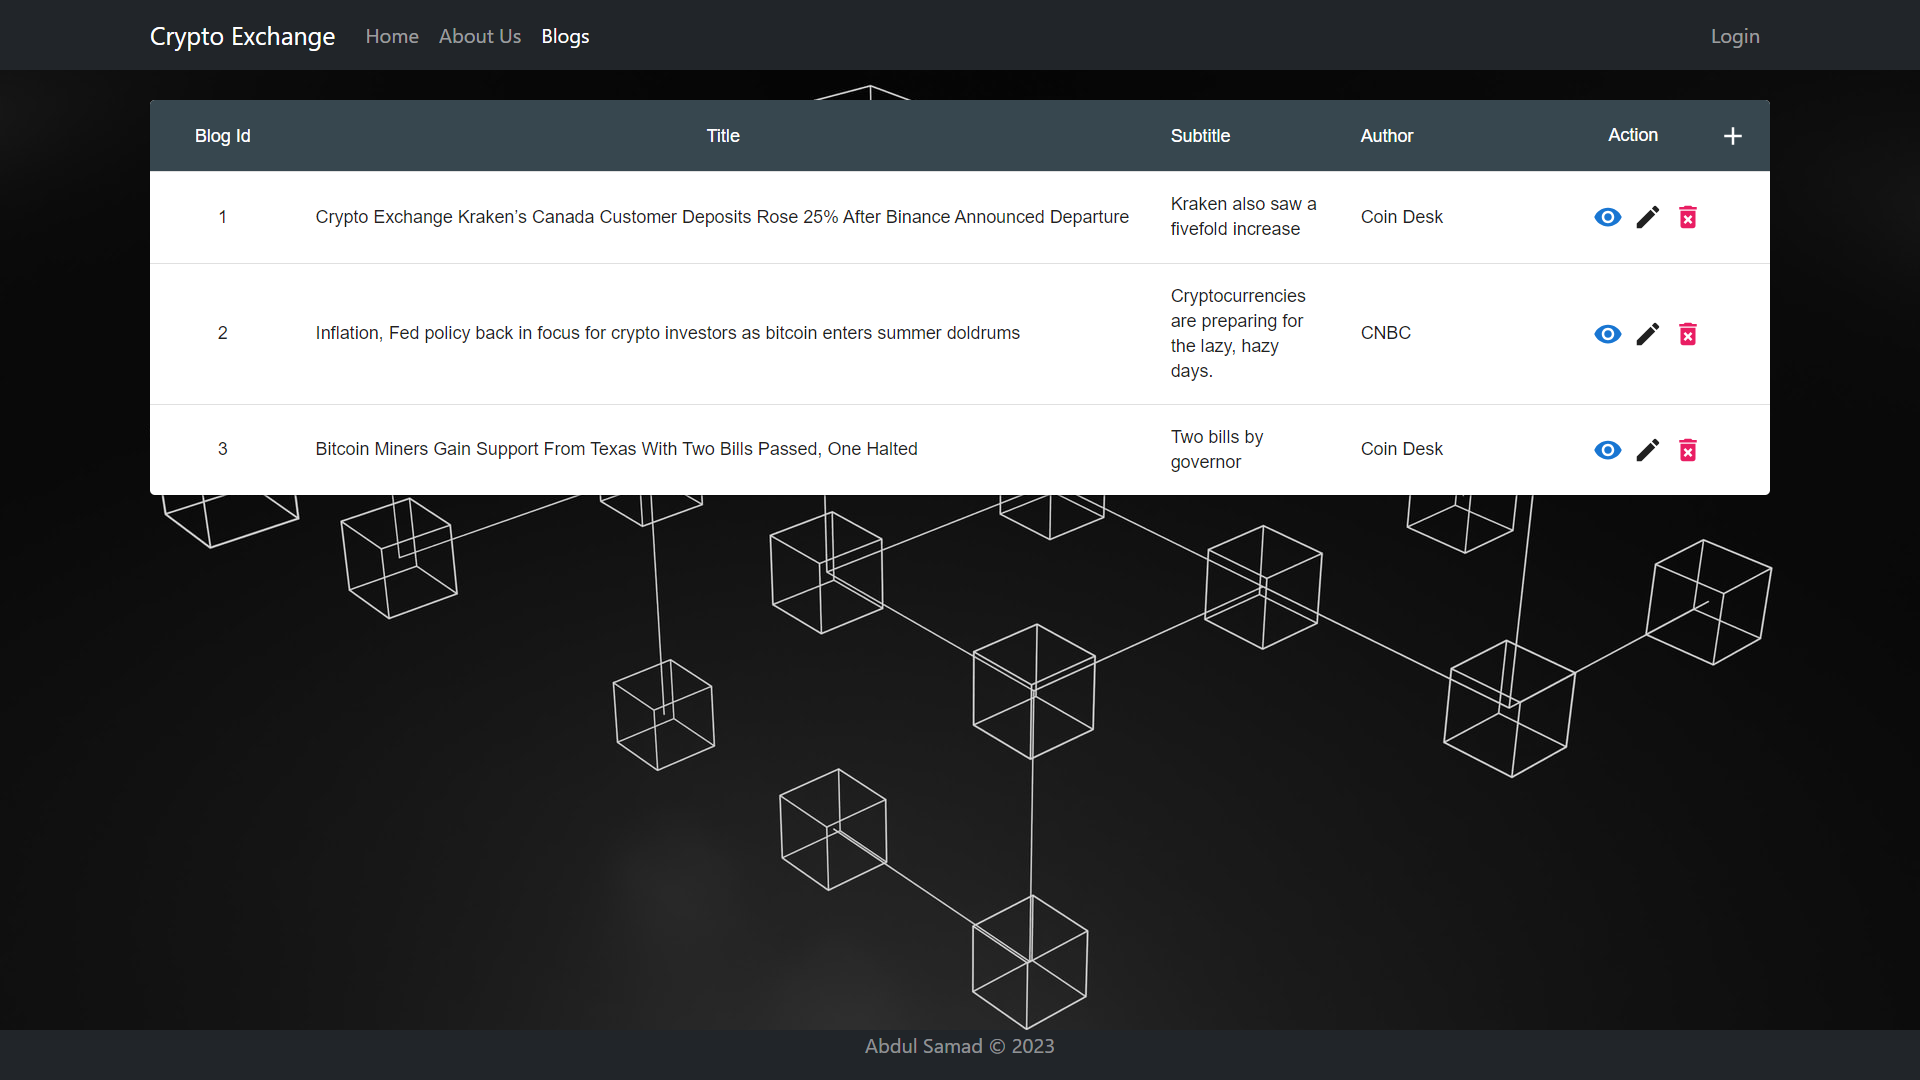 Crypto Exchange Home About Us Blogs Login
Blog Id Title Subtitle Author Action
1 Crypto Exchange Kraken’s Canada Customer Deposits Rose 25% After Binance Announced Departure Kraken also saw a
fivefold increase Coin Desk
2 Inflation, Fed policy back in focus for crypto investors as bitcoin enters summer doldrums Cryptocurrencies
are preparing for
the lazy, hazy
days. CNBC
3 Bitcoin Miners Gain Support From Texas With Two Bills Passed, One Halted Two bills by
governor Coin Desk
Abdul Samad © 2023